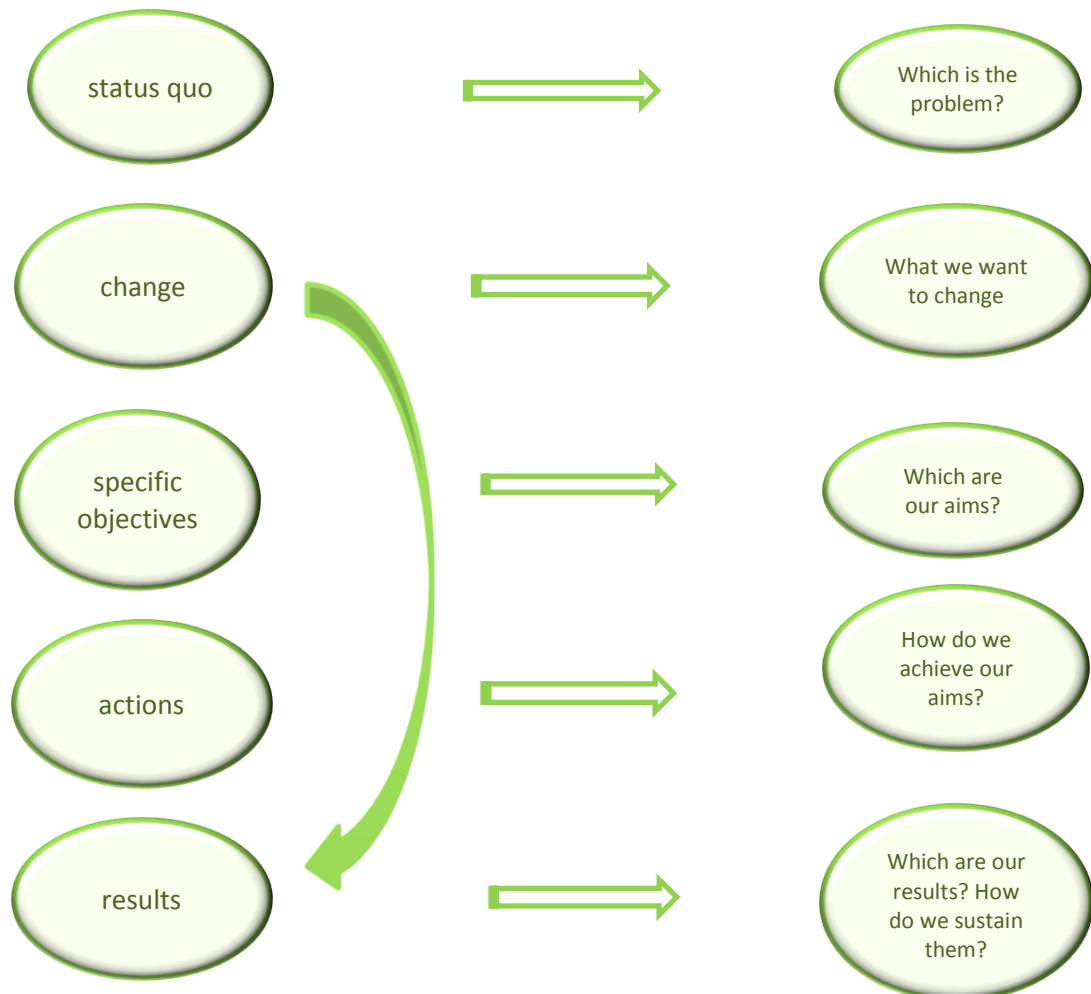 status quo
Which is the
problem?
change
What we want
to change
specific
objectives
Which are
our aims?
actions
How do we
achieve our
aims?
results
Which are our
results? How
do we sustain
them?